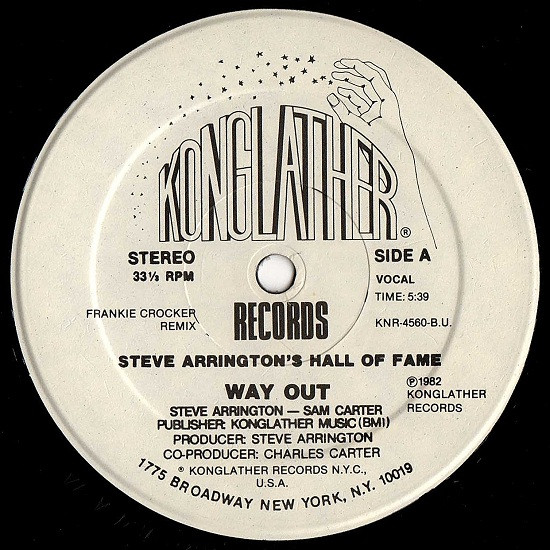 KONGLATHER®
STEREO
33⅓ RPM
SIDE A
VOCAL
TIME: 5:39
FRANKIE CROCKER
REMIX
RECORDS
KNR-4560-B.U.
STEVE ARRINGTON'S HALL OF FAME
WAY OUT
℗1982
KONGLATHER
RECORDS
STEVE ARRINGTON — SAM CARTER
PUBLISHER: KONGLATHER MUSIC (BMI)
PRODUCER: STEVE ARRINGTON
CO-PRODUCER: CHARLES CARTER
® KONGLATHER RECORDS N.Y.C.,
U.S.A.
1775 BROADWAY NEW YORK, N.Y. 10019